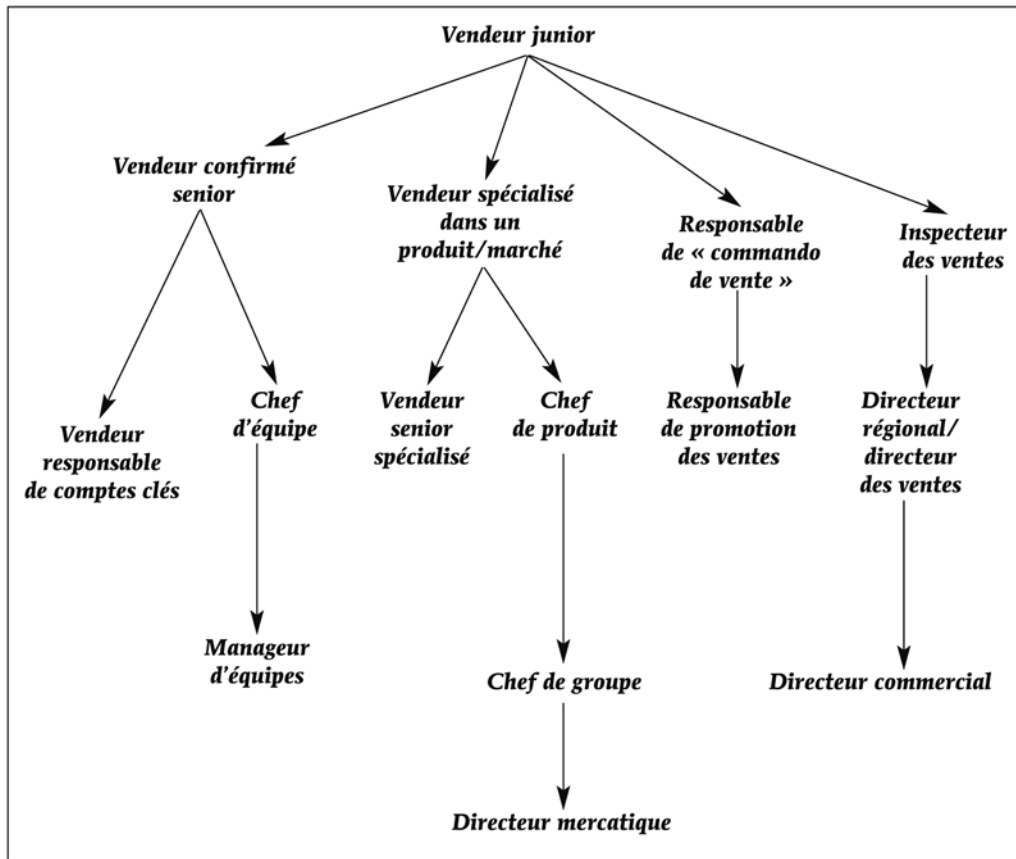 Vendeur junior
Vendeur confirmé
senior
Vendeur spécialisé
dans un
produit/marché
Responsable
de « commando
de vente »
Inspecteur
des ventes
Vendeur
responsable
de comptes clés
Chef
d'équipe
Vendeur
senior
spécialisé
Chef
de produit
Responsable
de promotion
des ventes
Directeur
régional/
directeur
des ventes
Manageur
d'équipes
Chef de groupe
Directeur commercial
Directeur mercatique